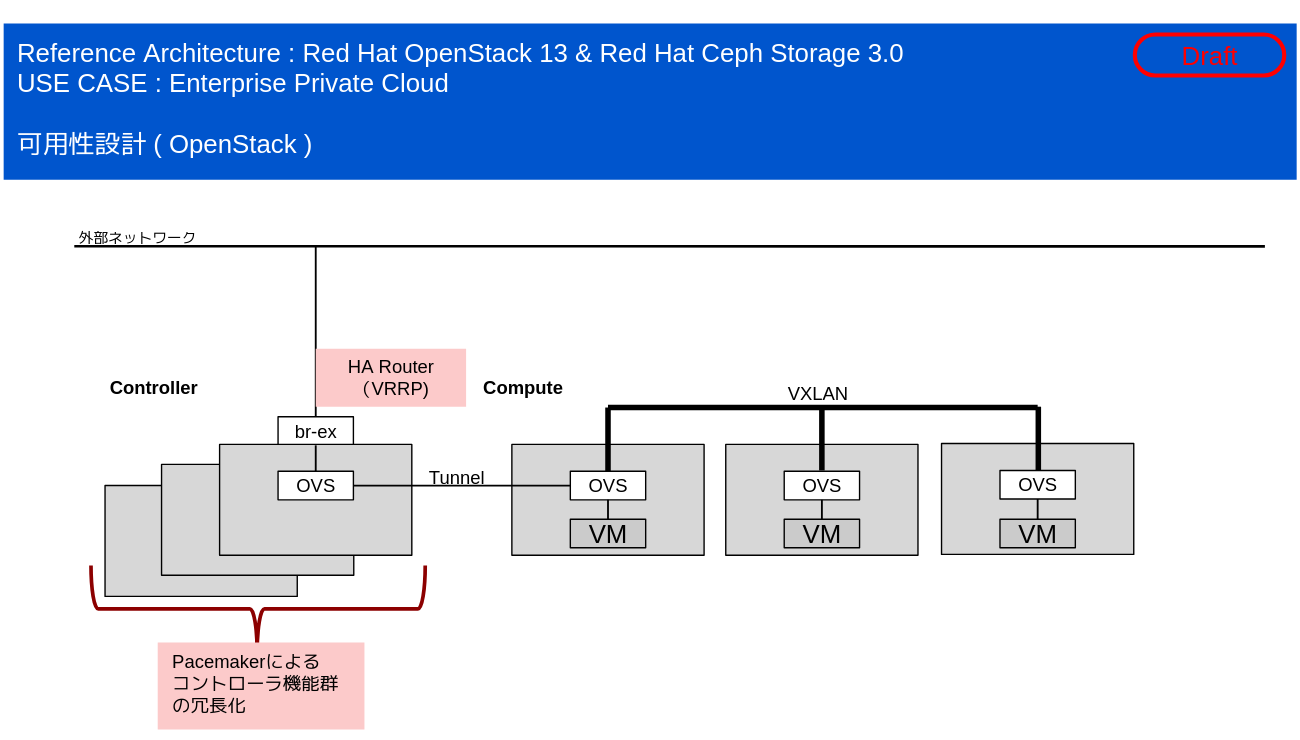 Reference Architecture : Red Hat OpenStack 13 & Red Hat Ceph Storage 3.0
Draft
USE CASE : Enterprise Private Cloud
可用性設計 ( OpenStack )
外部ネットワーク
HA Router
（VRRP)
Controller
Compute
VXLAN
br-ex
Tunnel
OVS
OVS
OVS
OVS
VM
VM
VM
Pacemakerによる
コントローラ機能群
の冗長化